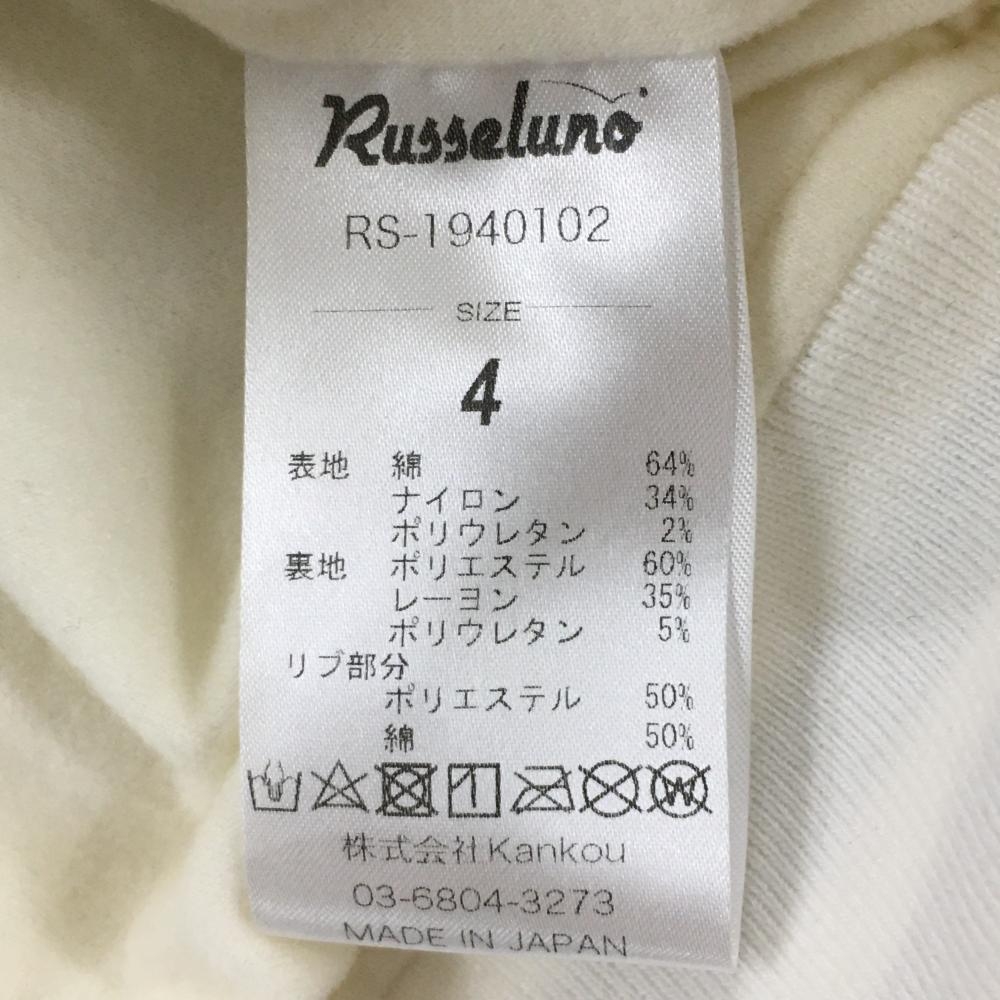 Russeluno
RS-1940102
SIZE
4
表地 綿 64%
ナイロン 34%
ポリウレタン 2%
裏地 ポリエステル 60%
レーヨン 35%
ポリウレタン 5%
リブ部分
ポリエステル 50%
綿 50%
W
株式会社Kankou
03-6804-3273
MADE IN JAPAN